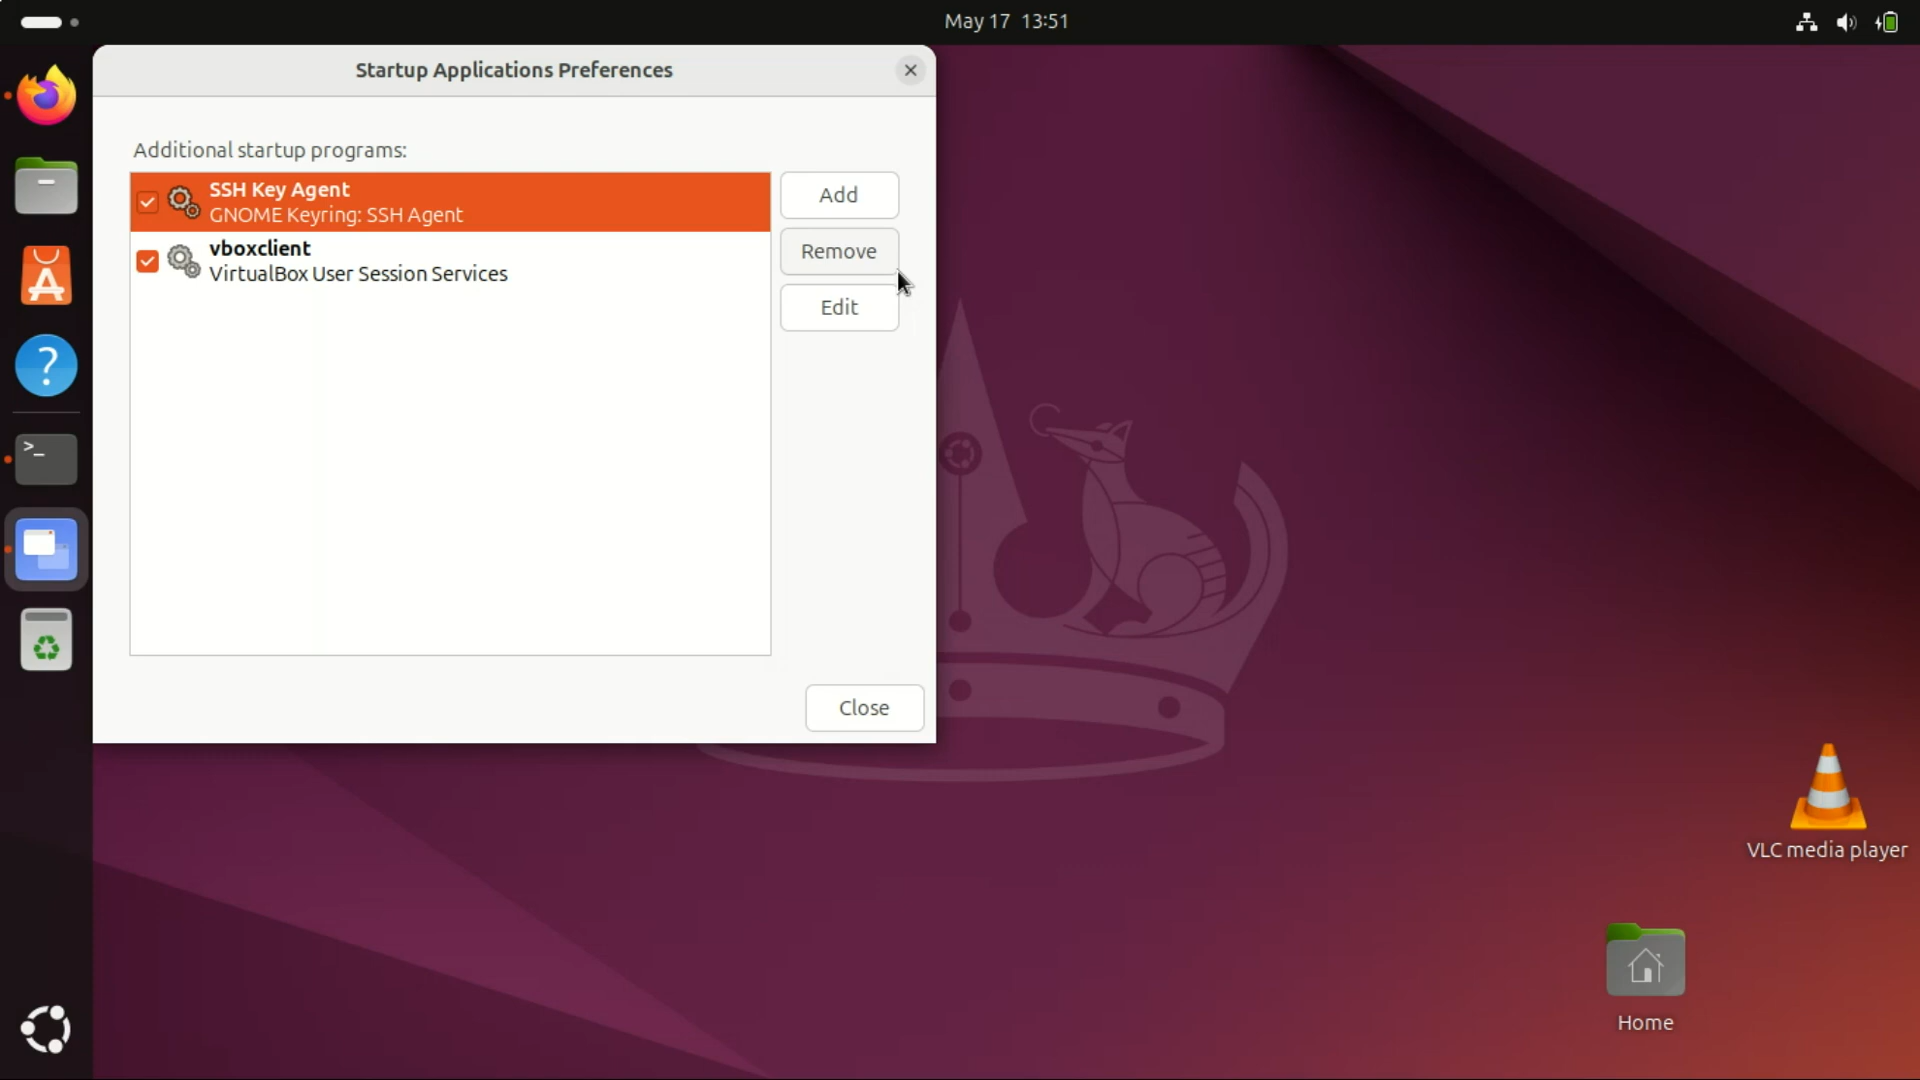 May 17 13:51
Startup Applications Preferences
Additional startup programs:
SSH Key Agent
GNOME Keyring: SSH Agent
vboxclient
VirtualBox User Session Services
Add
Remove
Edit
Close
VLC media player
Home